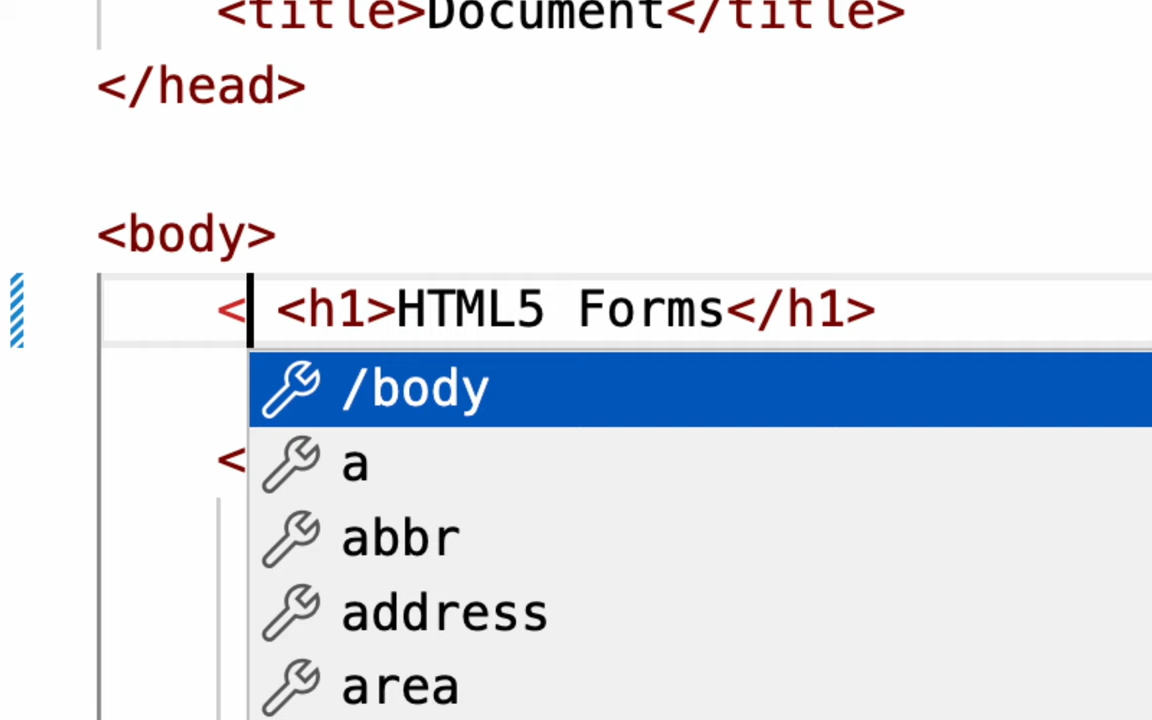 <title>Document</title>
</head>
<body>
< <h1>HTML5 Forms</h1>
/body
a
<
abbr
address
area